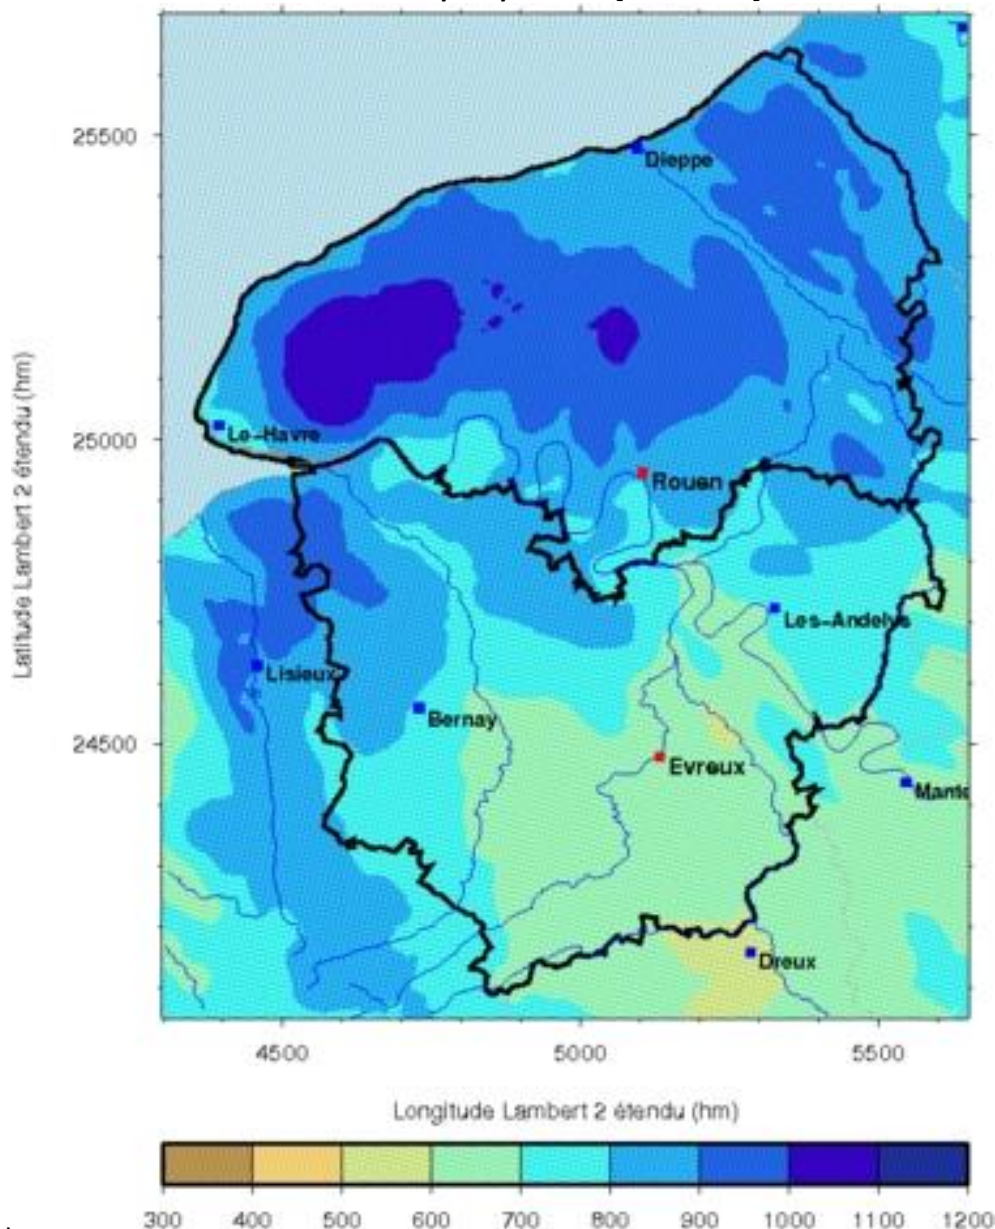 25500
Dieppe
25000
Le-Havre
Rouen
Les-Andelys
Lisieux
Bernay
24500
Evreux
Mante
Dreux
4500 5000 5500
Latitude Lambert 2 étendu (hm)
Longitude Lambert 2 étendu (hm)
300 400 500 600 700 800 900 1000 1100 1200